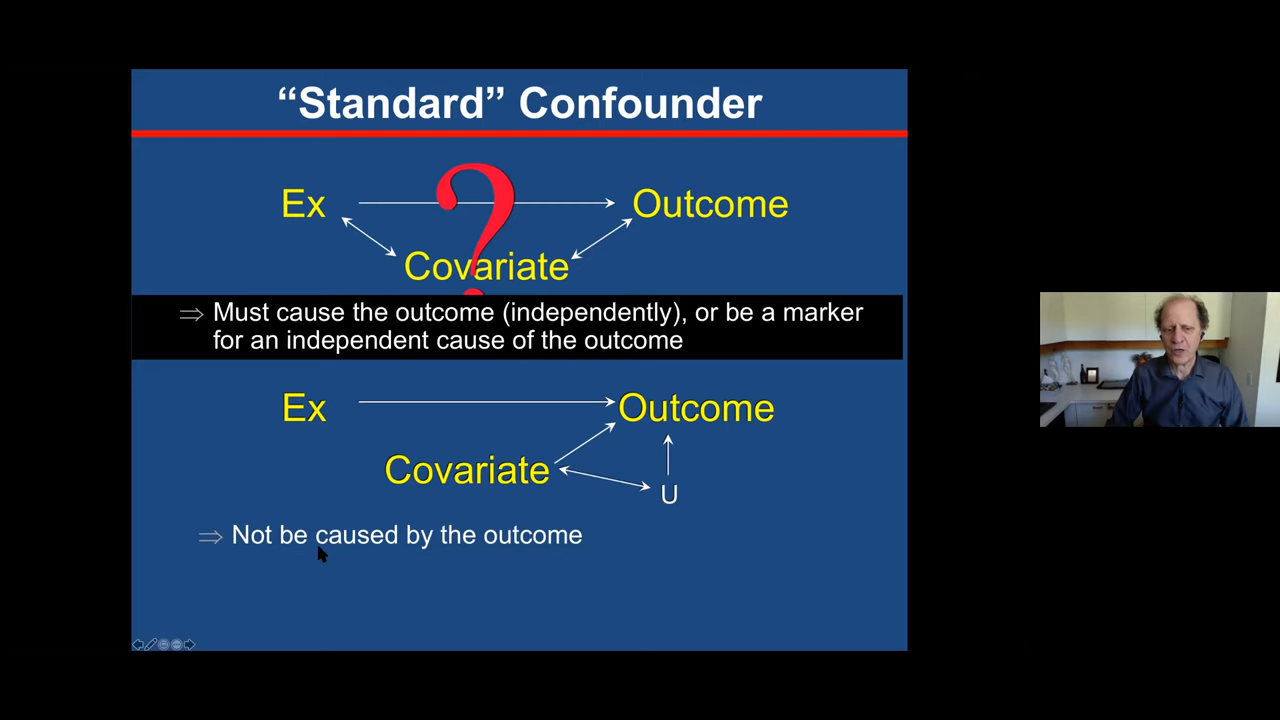 “Standard” Confounder
Ex
?
Outcome
Covariate
⇒ Must cause the outcome (independently), or be a marker
for an independent cause of the outcome
Ex
Outcome
Covariate
U
⇒ Not be caused by the outcome